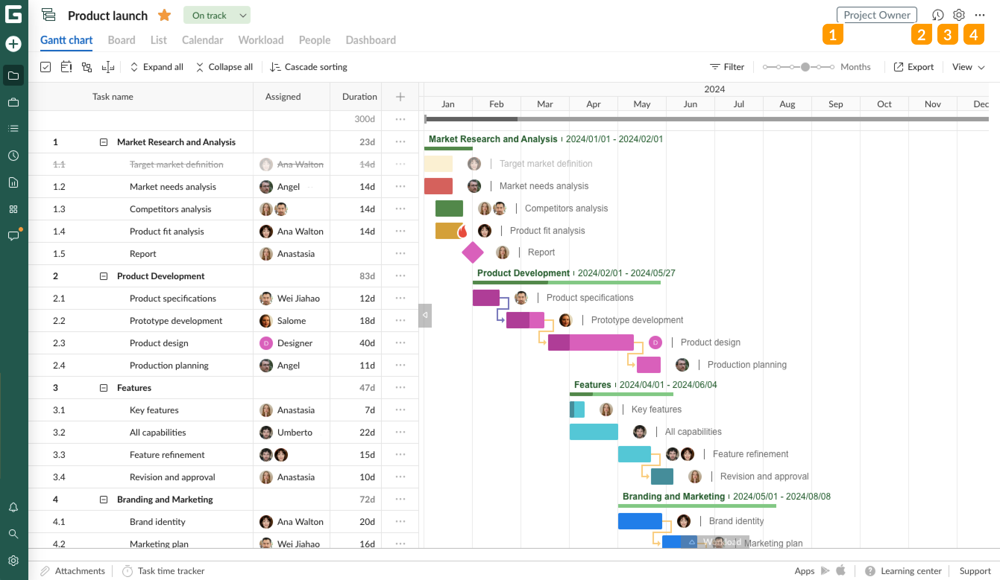 Product launch On track Project Owner
1 2 3 4
Gantt chart Board List Calendar Workload People Dashboard
Expand all Collapse all Cascade sorting Filter Months Export View
Task name Assigned Duration
2024
Jan Feb Mar Apr May Jun Jul Aug Sep Oct Nov Dec
300d
1 Market Research and Analysis 23d Market Research and Analysis 2024/01/01 - 2024/02/01
1.1 Target market definition Ana Walton 14d Target market definition
1.2 Market needs analysis Angel 14d Market needs analysis
1.3 Competitors analysis 14d Competitors analysis
1.4 Product fit analysis Ana Walton 14d Product fit analysis
1.5 Report Anastasia Report
2 Product Development 83d Product Development 2024/02/01 - 2024/05/27
2.1 Product specifications Wei Jiahao 12d Product specifications
2.2 Prototype development Salome 18d Prototype development
2.3 Product design D Designer 40d D Product design
2.4 Production planning Angel 11d Production planning
3 Features 47d Features 2024/04/01 - 2024/06/04
3.1 Key features Anastasia 7d Key features
3.2 All capabilities Umberto 22d All capabilities
3.3 Feature refinement 15d Feature refinement
3.4 Revision and approval Anastasia 10d Revision and approval
4 Branding and Marketing 72d Branding and Marketing 2024/05/01 - 2024/08/08
4.1 Brand identity Ana Walton 20d Brand identity
4.2 Marketing plan Wei Jiahao 16d Workload Marketing plan
Attachments Task time tracker Apps ? Learning center Support